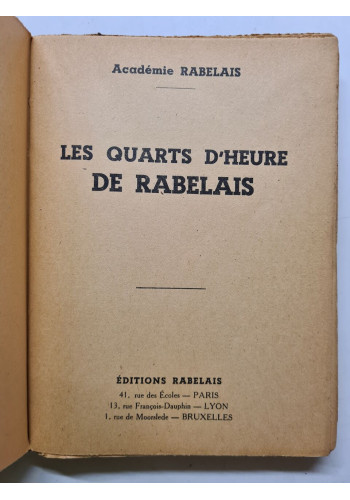 Académie RABELAIS
LES QUARTS D'HEURE
DE RABELAIS
ÉDITIONS RABELAIS
41, rue des Écoles — PARIS
13, rue François-Dauphin — LYON
1, rue de Moorslede — BRUXELLES